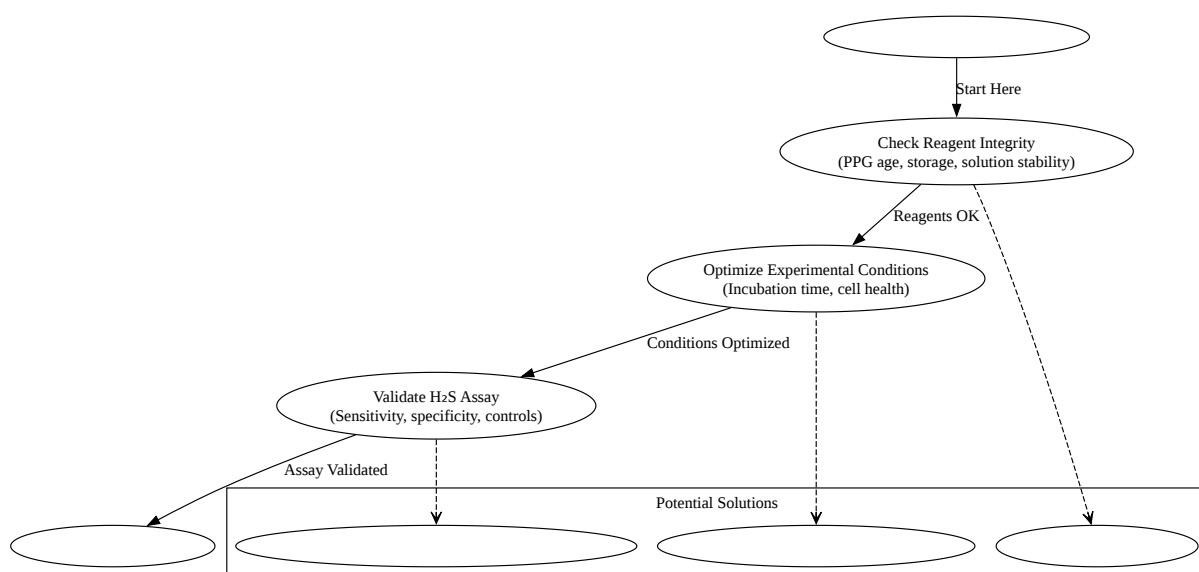 Start Here
Check Reagent Integrity
(PPG age, storage, solution stability)
Reagents OK
Optimize Experimental Conditions
(Incubation time, cell health)
Conditions Optimized
Validate H₂S Assay
(Sensitivity, specificity, controls)
Assay Validated
Potential Solutions